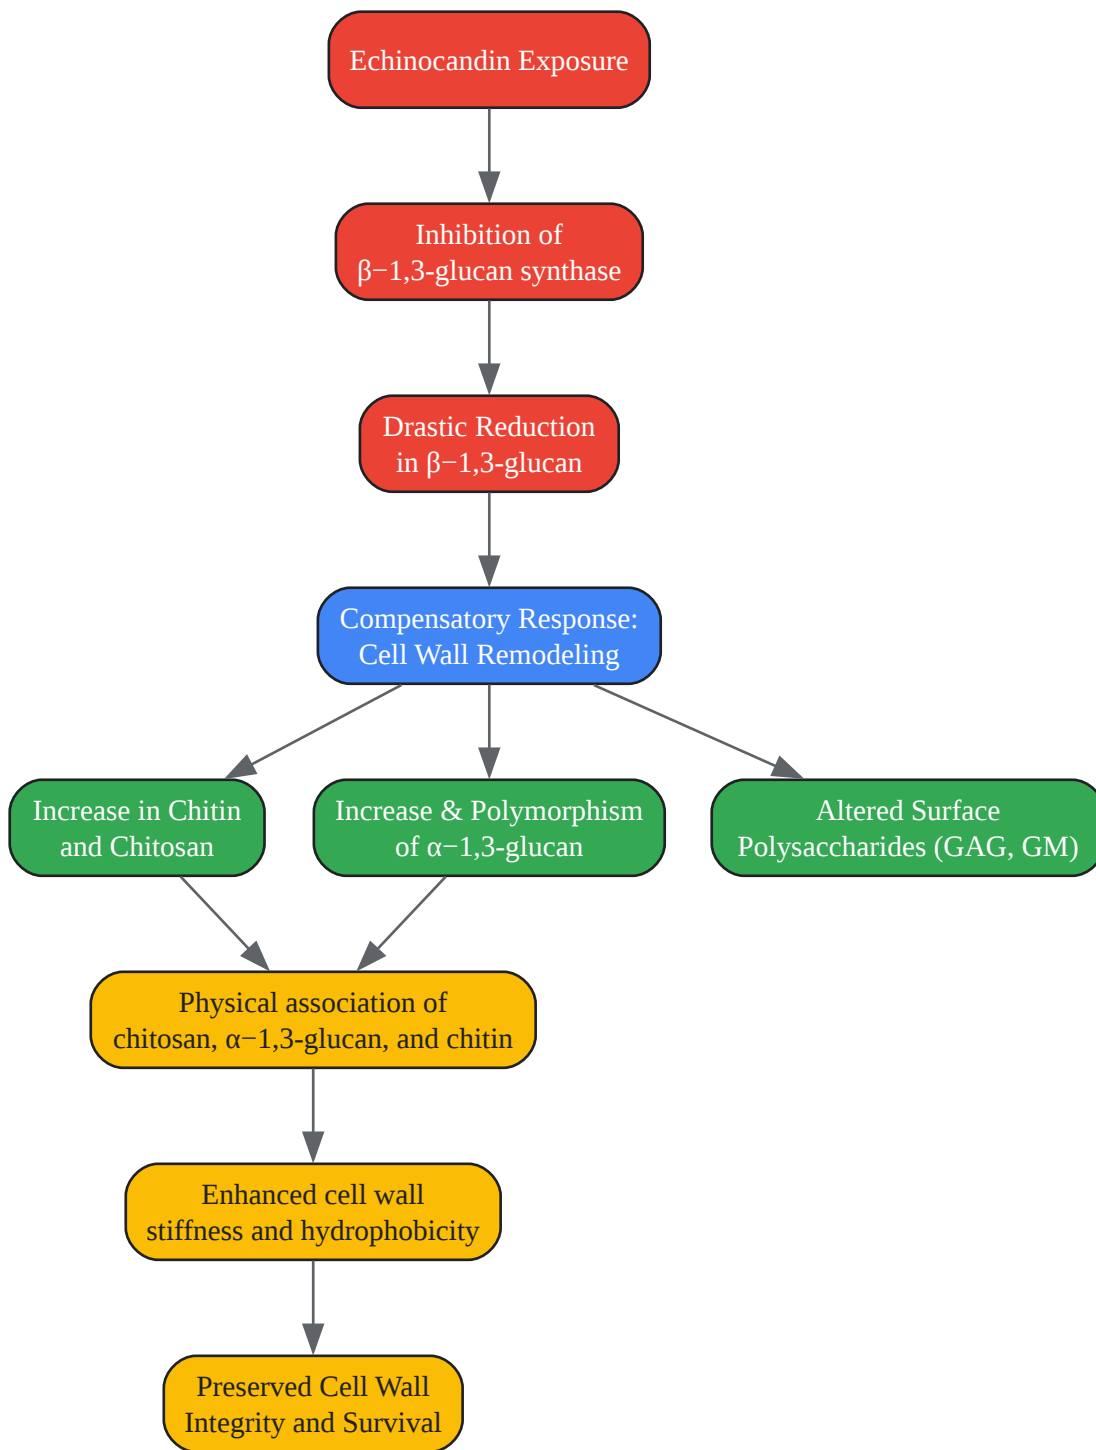 Echinocandin Exposure
Inhibition of
β−1,3-glucan synthase
Drastic Reduction
in β−1,3-glucan
Compensatory Response:
Cell Wall Remodeling
Increase in Chitin
and Chitosan
Increase & Polymorphism
of α−1,3-glucan
Altered Surface
Polysaccharides (GAG, GM)
Physical association of
chitosan, α−1,3-glucan, and chitin
Enhanced cell wall
stiffness and hydrophobicity
Preserved Cell Wall
Integrity and Survival